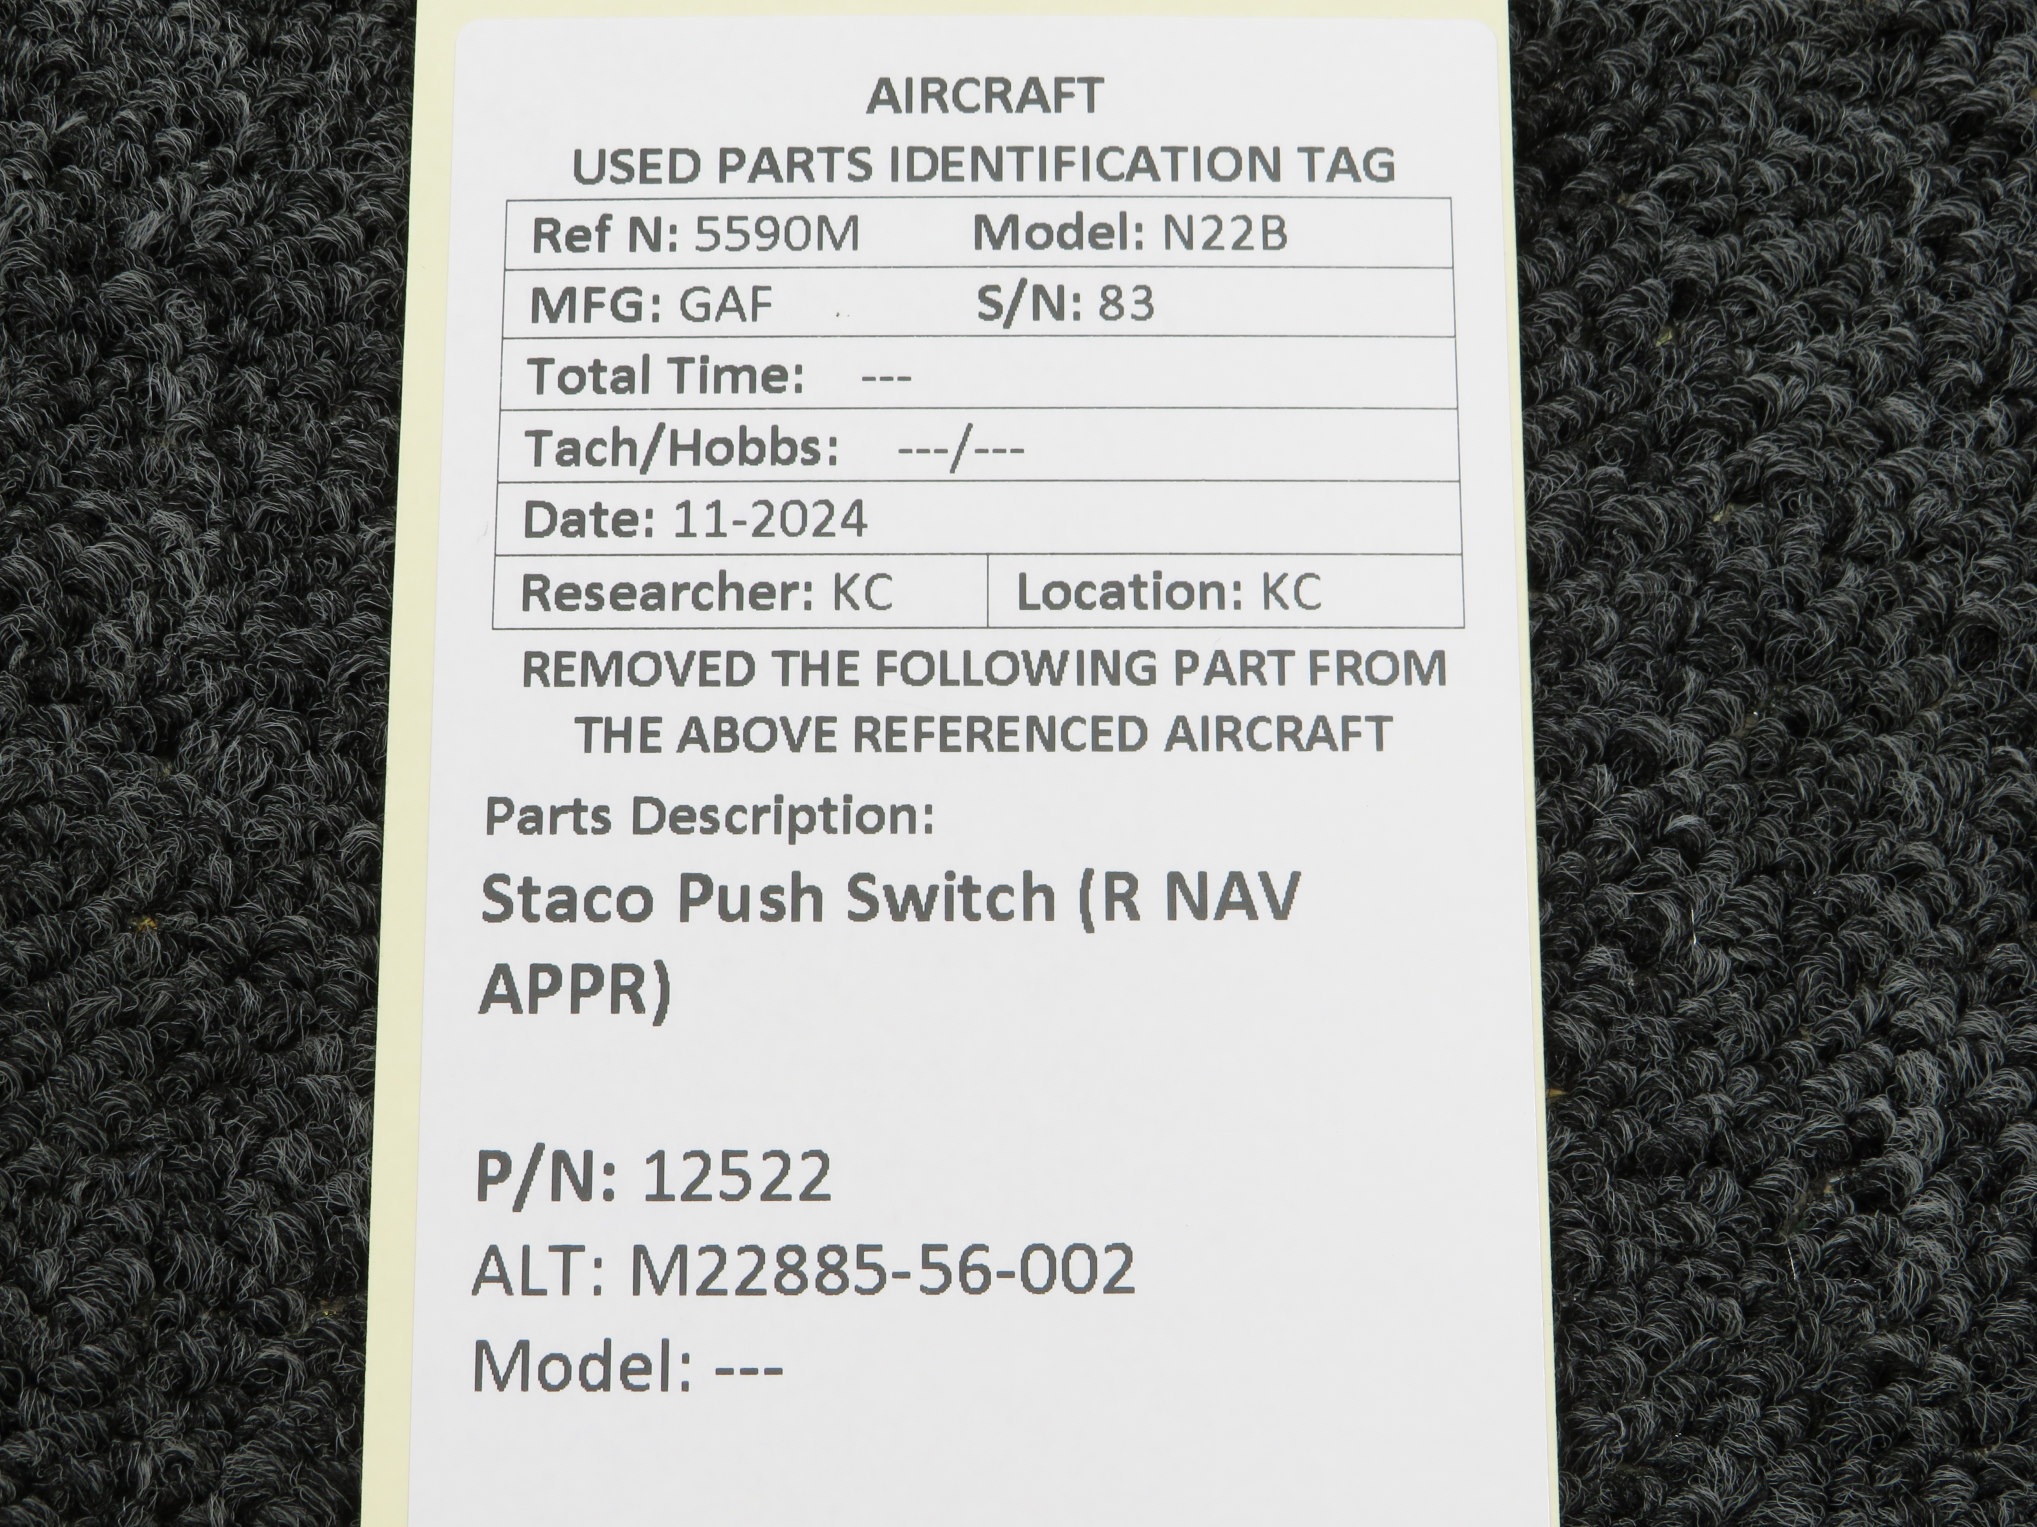 AIRCRAFT
USED PARTS IDENTIFICATION TAG
Ref N: 5590M Model: N22B
MFG: GAF S/N: 83
Total Time: ---
Tach/Hobbs: ---/---
Date: 11-2024
Researcher: KC Location: KC
REMOVED THE FOLLOWING PART FROM
THE ABOVE REFERENCED AIRCRAFT
Parts Description:
Staco Push Switch (R NAV
APPR)
P/N: 12522
ALT: M22885-56-002
Model: ---